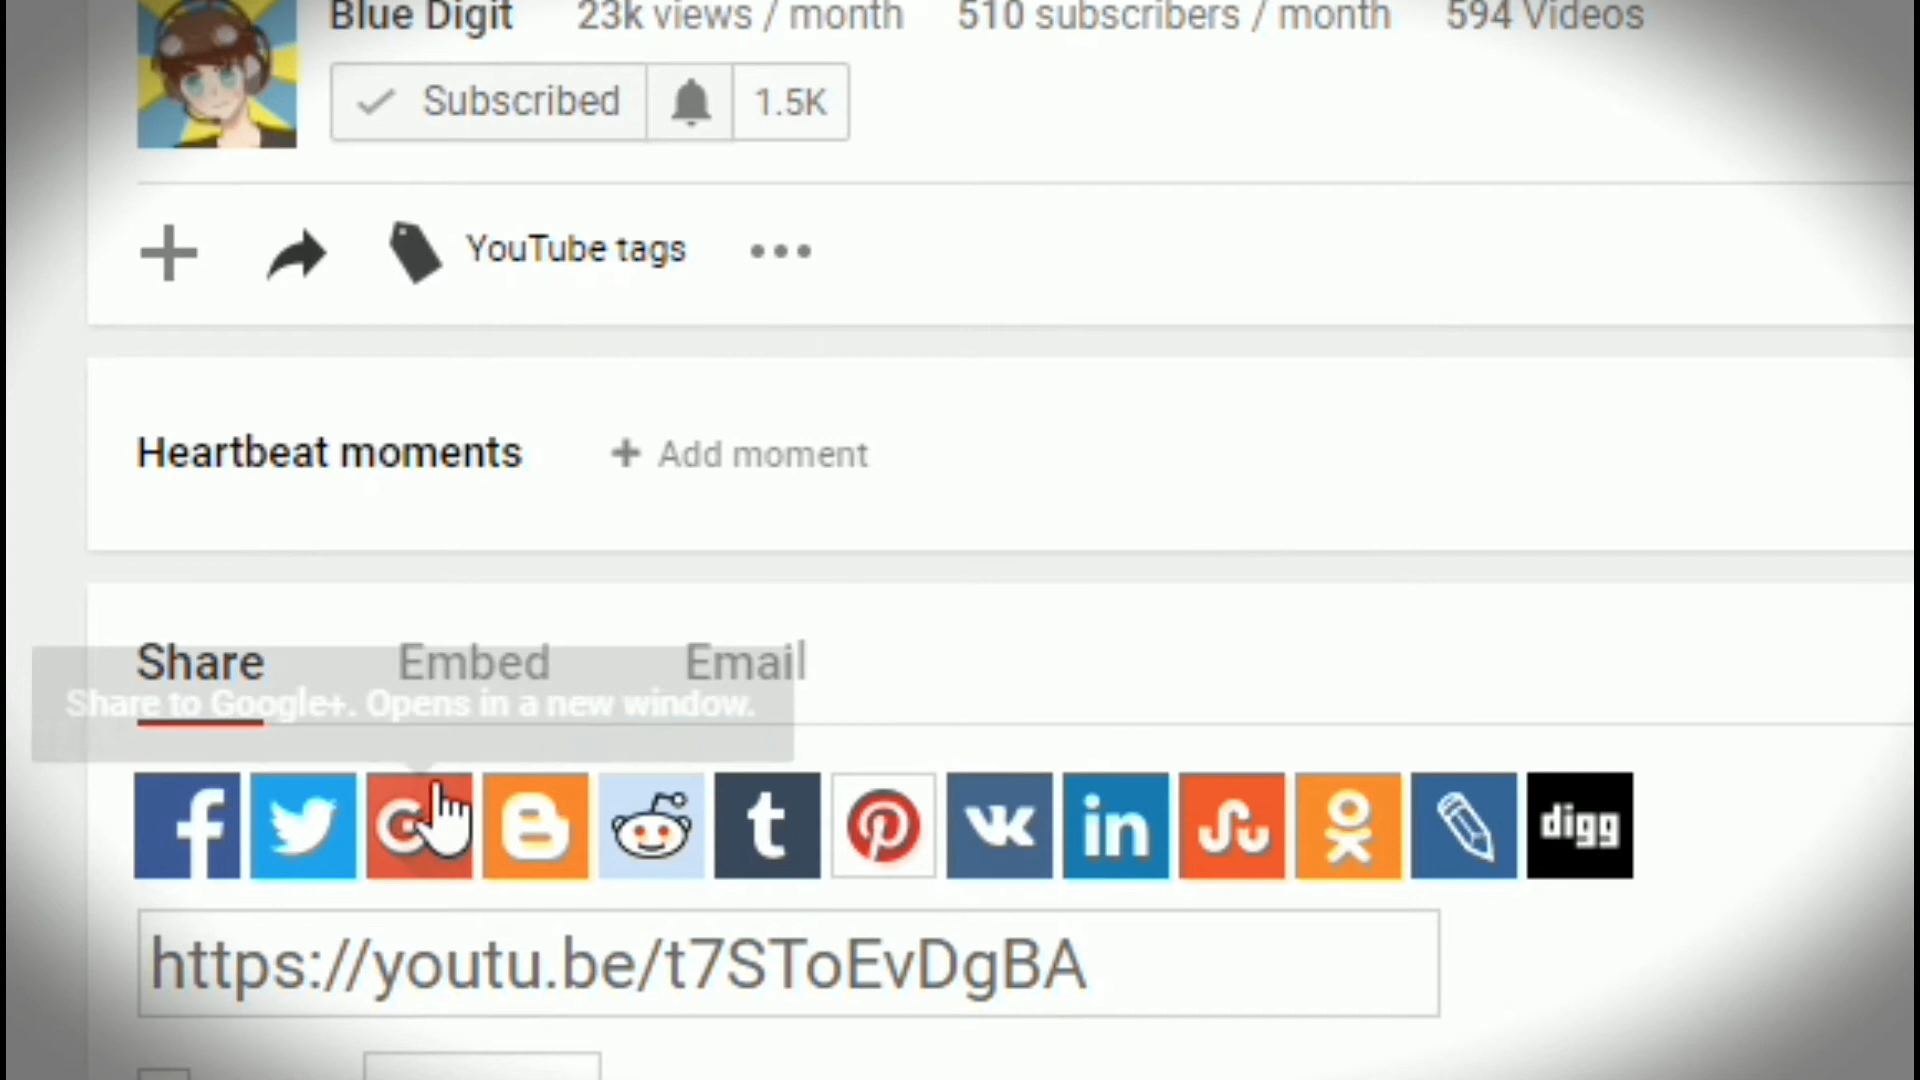 Blue Digit 23k views / month 510 subscribers / month 594 Videos
Subscribed 1.5K
YouTube tags
Heartbeat moments + Add moment
Share Embed Email
Share to Google+. Opens in a new window.
f G B t P VK in digg
https://youtu.be/t7SToEvDgBA